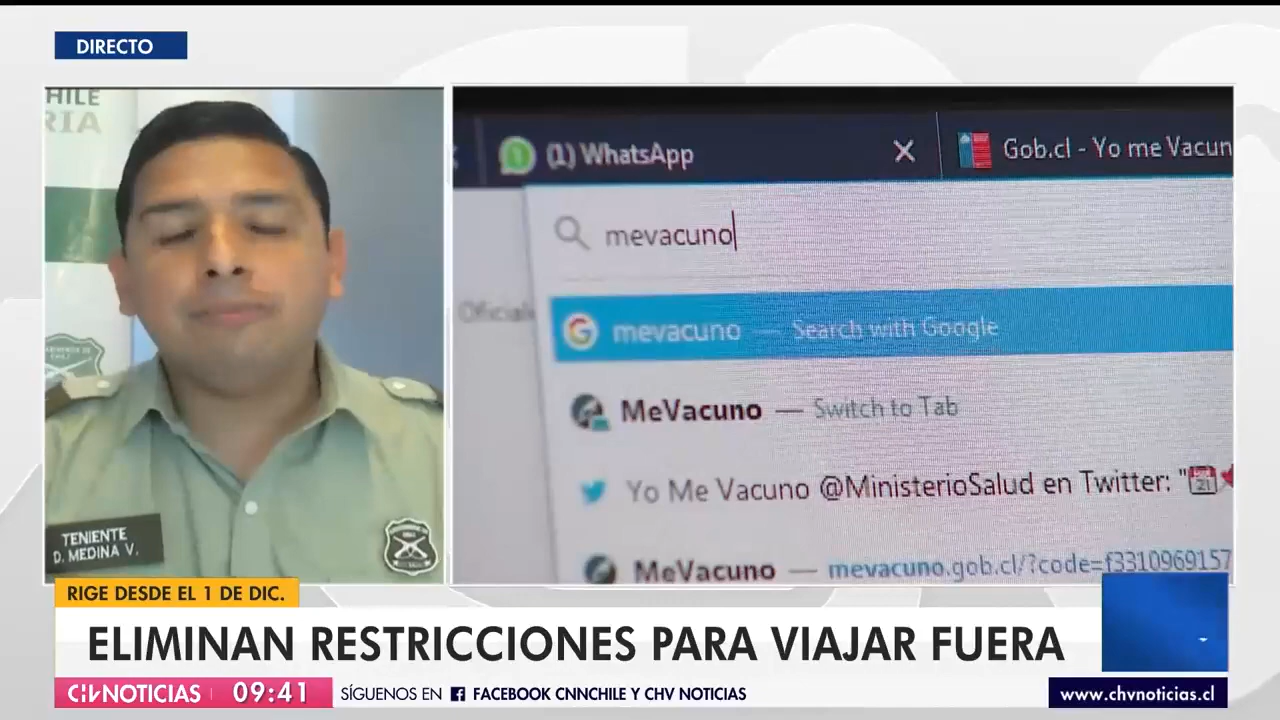 DIRECTO
HILE
RIA
(1) WhatsApp
Gob.cl - Yo me Vacun
mevacuno
mevacuno — Search with Google
MeVacuno — Switch to Tab
Yo Me Vacuno @MinisterioSalud en Twitter: "
MeVacuno — mevacuno.gob.cl/?code=f3310969157
TENIENTE
D. MEDINA V.
RIGE DESDE EL 1 DE DIC.
ELIMINAN RESTRICCIONES PARA VIAJAR FUERA
CHV NOTICIAS 09:41 SÍGUENOS EN FACEBOOK CNNCHILE Y CHV NOTICIAS www.chvnoticias.cl